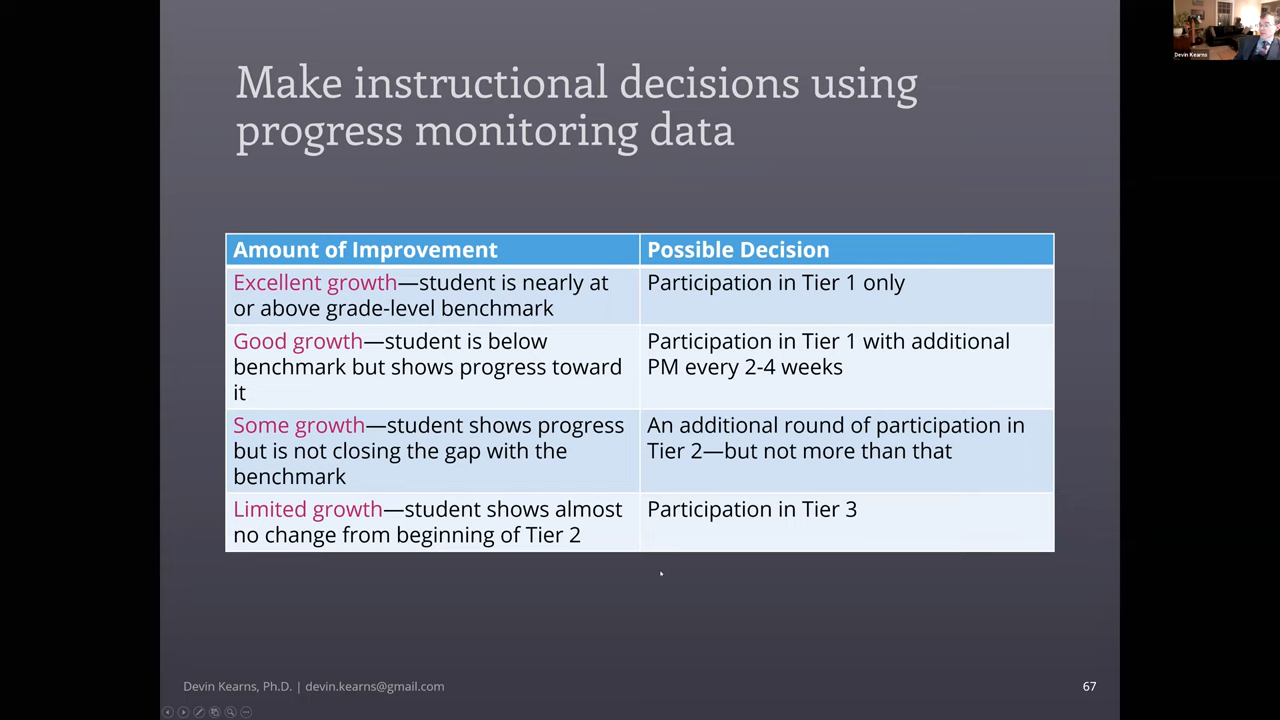 Devin Kearns
Make instructional decisions using
progress monitoring data
Amount of Improvement
Possible Decision
Excellent growth—student is nearly at
or above grade-level benchmark
Participation in Tier 1 only
Good growth—student is below
benchmark but shows progress toward
it
Participation in Tier 1 with additional
PM every 2-4 weeks
Some growth—student shows progress
but is not closing the gap with the
benchmark
An additional round of participation in
Tier 2—but not more than that
Limited growth—student shows almost
no change from beginning of Tier 2
Participation in Tier 3
Devin Kearns, Ph.D. | devin.kearns@gmail.com
67